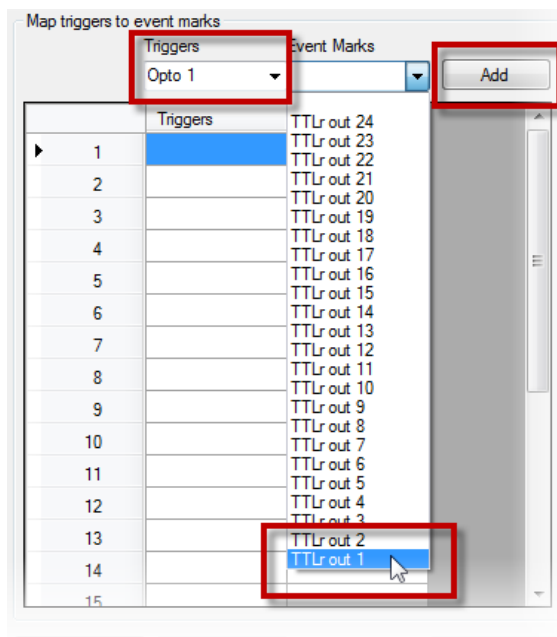 Map triggers to event marks
Triggers Event Marks
Opto 1 Add
Triggers
TTLr out 24
TTLr out 23
1 TTLr out 22
TTLr out 21
2 TTLr out 20
TTLr out 19
3 TTLr out 18
4 TTLr out 17
TTLr out 16
5 TTLr out 15
6 TTLr out 14
TTLr out 13
7 TTLr out 12
TTLr out 11
8 TTLr out 10
9 TTLr out 9
TTLr out 8
10 TTLr out 7
TTLr out 6
11 TTLr out 5
12 TTLr out 4
TTLr out 3
13 TTLr out 2
14 TTLr out 1
15